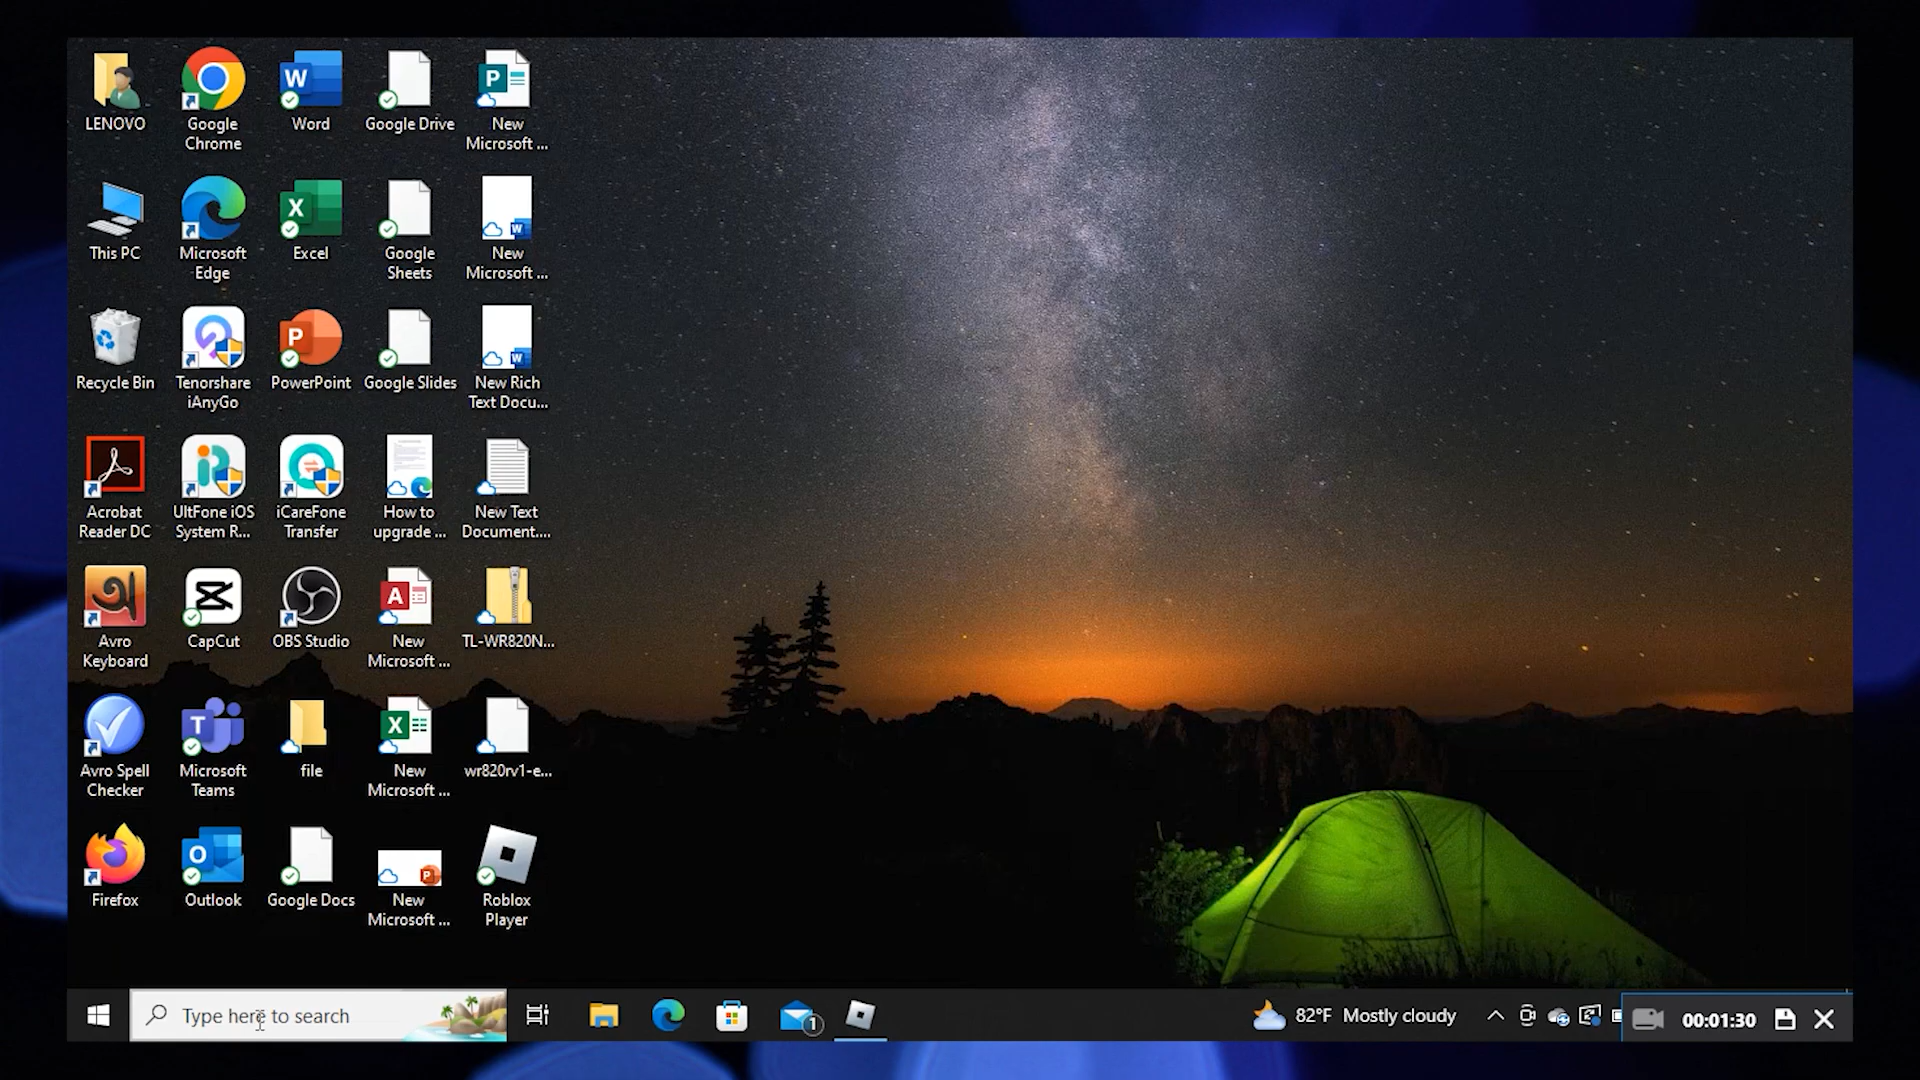 LENOVO
Google
Chrome
Word
Google Drive
New
Microsoft ...
This PC
Microsoft
Edge
Excel
Google
Sheets
New
Microsoft ...
Recycle Bin
Tenorshare
iAnyGo
PowerPoint
Google Slides
New Rich
Text Docu...
Acrobat
Reader DC
UltFone iOS
System R...
iCareFone
Transfer
How to
upgrade ...
New Text
Document....
Avro
Keyboard
CapCut
OBS Studio
New
Microsoft ...
TL-WR820N...
Avro Spell
Checker
Microsoft
Teams
file
New
Microsoft ...
wr820rv1-e...
Firefox
Outlook
Google Docs
New
Microsoft ...
Roblox
Player
Type here to search
1
82°F Mostly cloudy
00:01:30